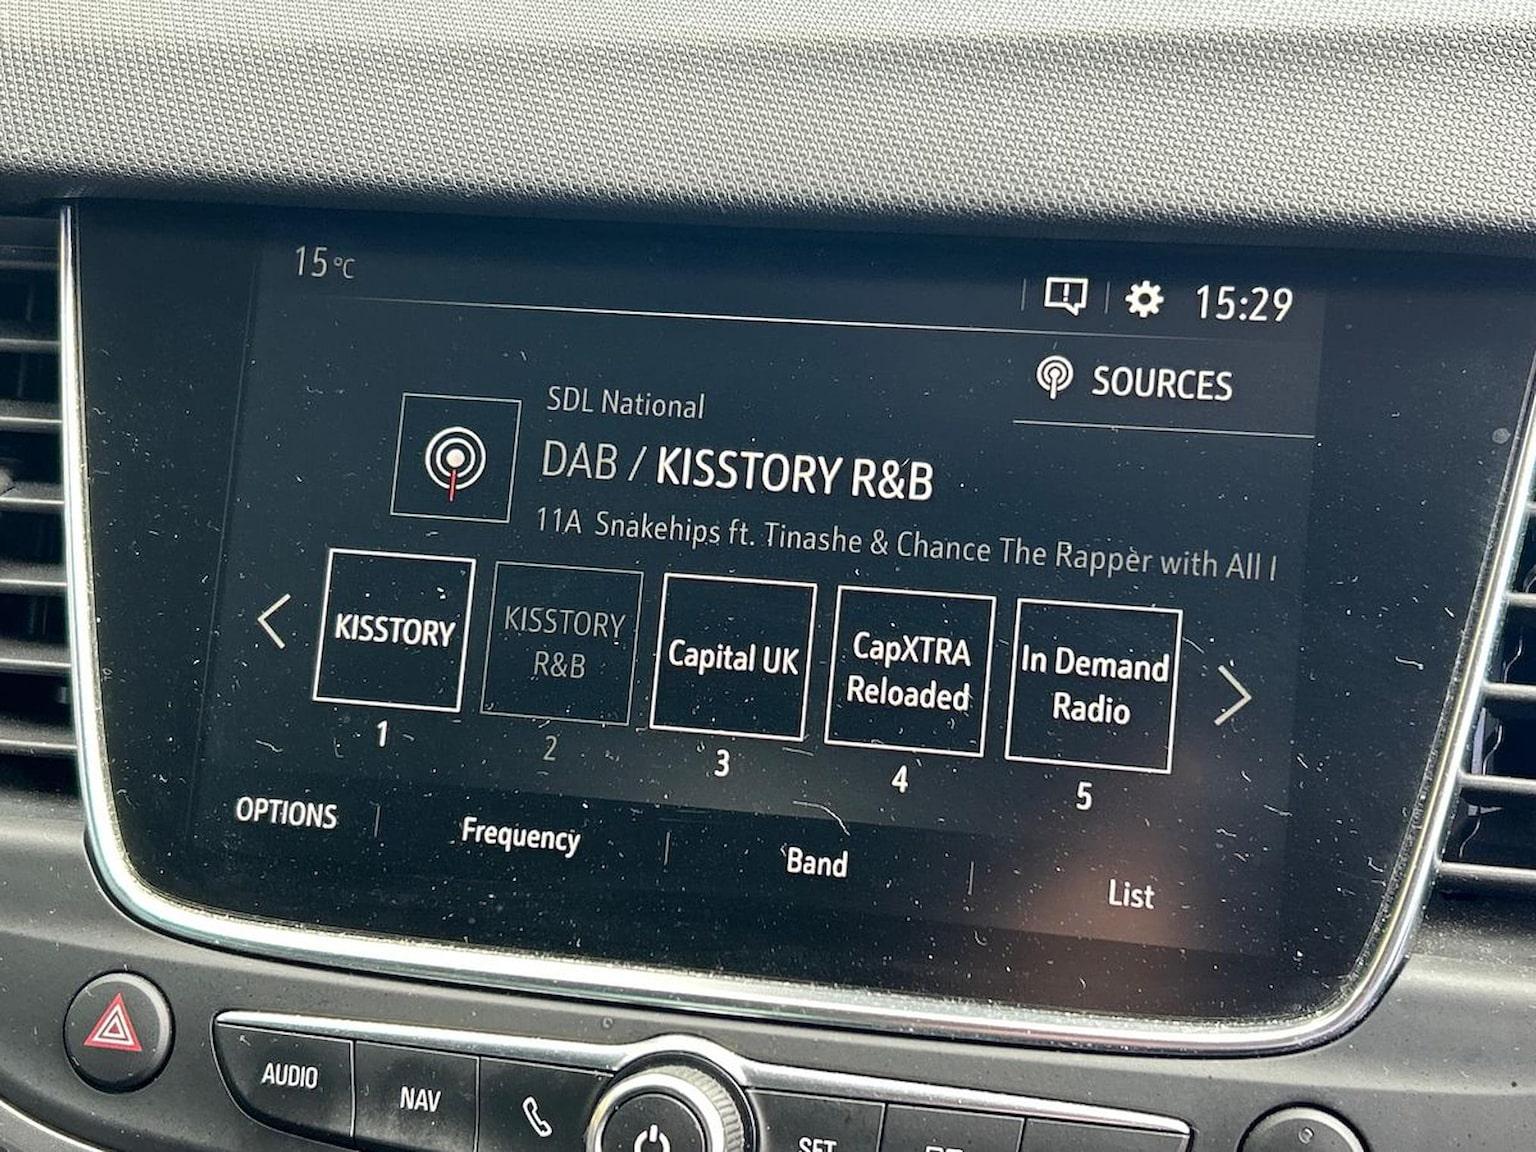 15°C
15:29
SOURCES
SDL National
DAB / KISSTORY R&B
11A Snakehips ft. Tinashe & Chance The Rapper with All I
KISSTORY
KISSTORY
R&B
Capital UK
CapXTRA
Reloaded
In Demand
Radio
1
2
3
4
5
OPTIONS
Frequency
Band
List
AUDIO
NAV
SET